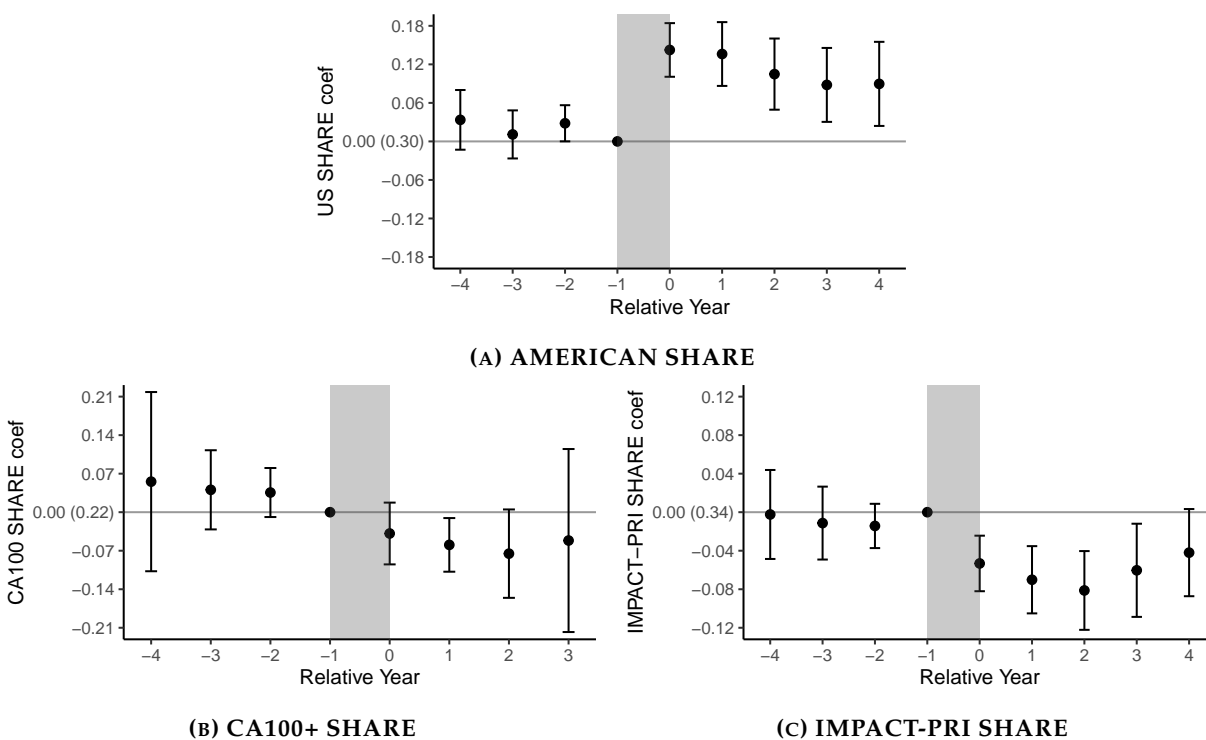 US SHARE coef
0.18
0.12
0.06
0.00 (0.30)
−0.06
−0.12
−0.18
−4 −3 −2 −1 0 1 2 3 4
Relative Year
(A) AMERICAN SHARE
CA100 SHARE coef
0.21
0.14
0.07
0.00 (0.22)
−0.07
−0.14
−0.21
−4 −3 −2 −1 0 1 2 3
Relative Year
(B) CA100+ SHARE
IMPACT−PRI SHARE coef
0.12
0.08
0.04
0.00 (0.34)
−0.04
−0.08
−0.12
−4 −3 −2 −1 0 1 2 3 4
Relative Year
(C) IMPACT-PRI SHARE